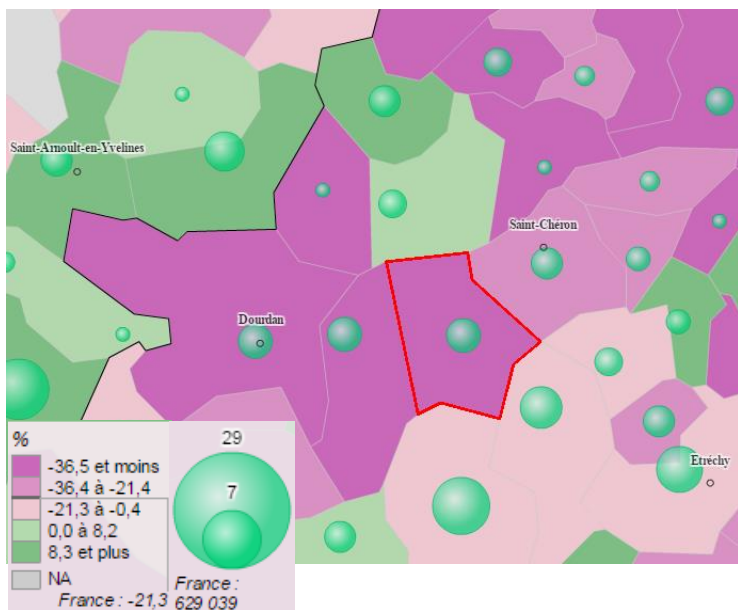 Saint-Arnoult-en-Yvelines
Saint-Chéron
Dourdan
Etréchy
%
-36,5 et moins
-36,4 à -21,4
-21,3 à -0,4
0,0 à 8,2
8,3 et plus
NA
France : -21,3
29
7
France :
629 039